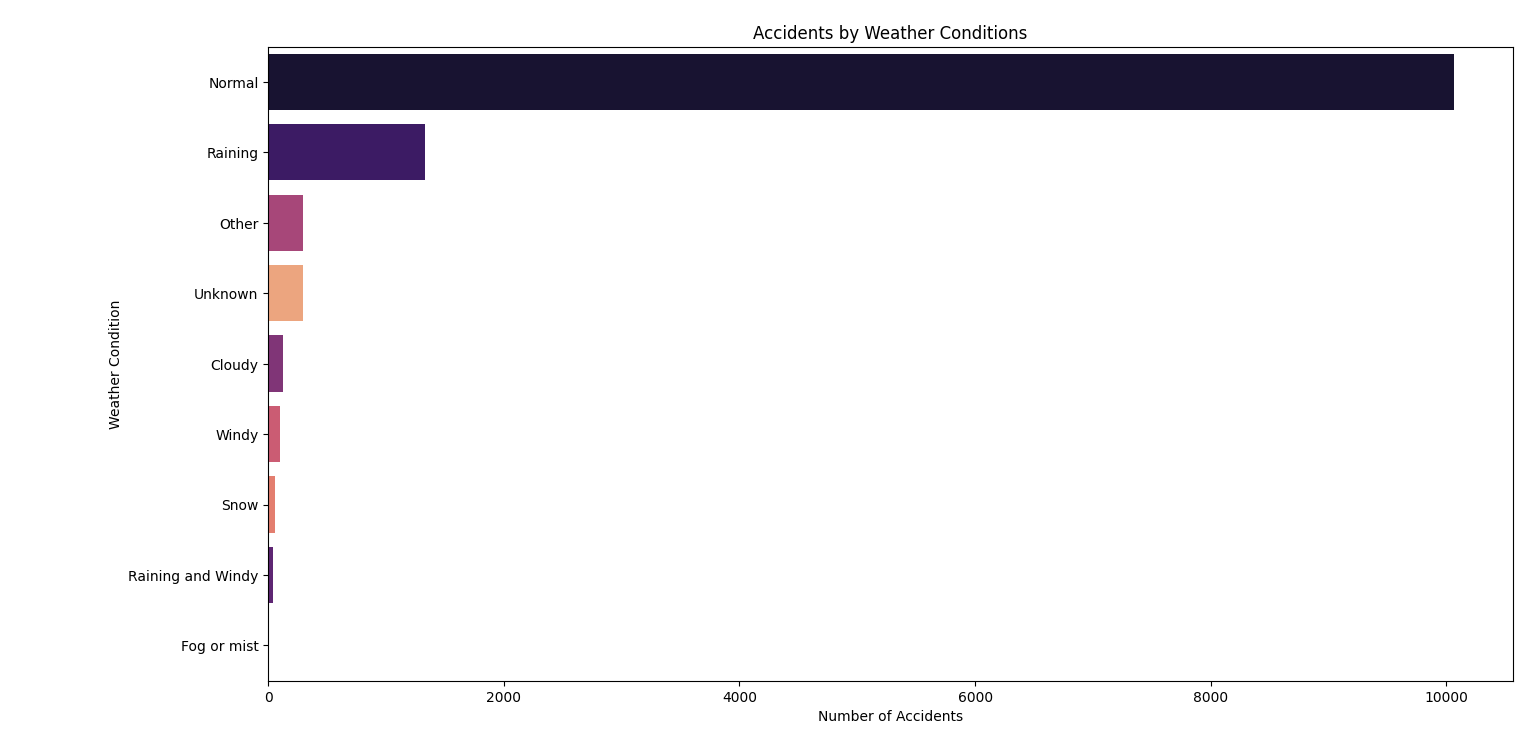 Accidents by Weather Conditions
Normal
Raining
Other
Unknown
Cloudy
Windy
Snow
Raining and Windy
Fog or mist
Weather Condition
0 2000 4000 6000 8000 10000
Number of Accidents